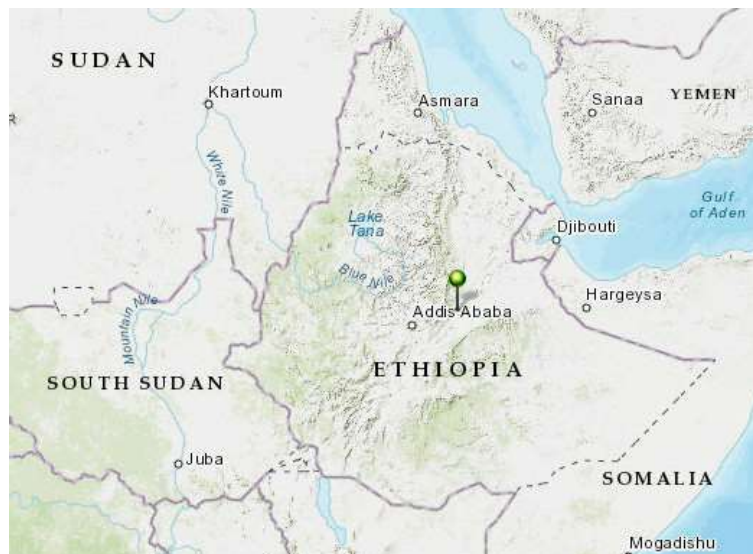 SUDAN
Khartoum
Asmara
Sanaa
YEMEN
White Nile
Lake
Tana
Blue Nile
Gulf
of Aden
Djibouti
Addis Ababa
Hargeysa
Mountain Nile
SOUTH SUDAN
ETHIOPIA
Juba
SOMALIA
Mogadishu